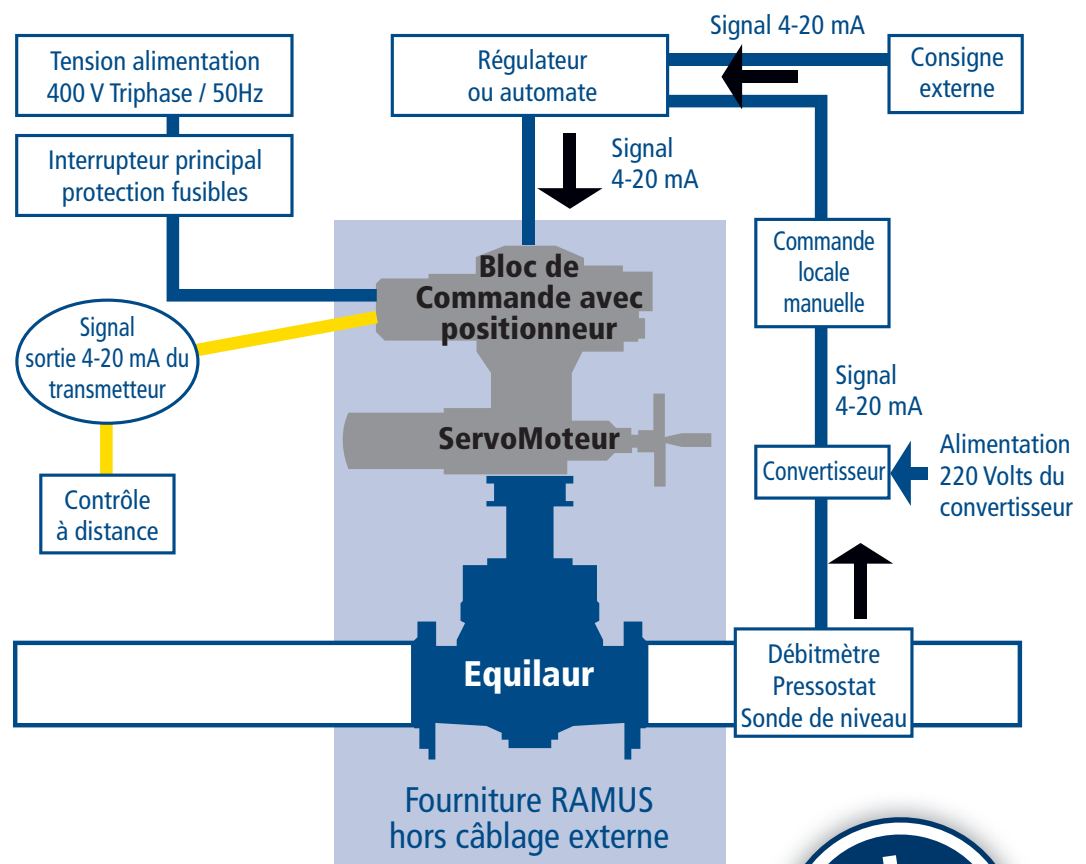 Tension alimentation
400 V Triphase / 50Hz
Interrupteur principal
protection fusibles
Régulateur
ou automate
Signal 4-20 mA
Consigne
externe
Signal
4-20 mA
Commande
locale
manuelle
Bloc de
Commande avec
positionneur
Signal
sortie 4-20 mA du
transmetteur
Signal
4-20 mA
ServoMoteur
Convertisseur
Alimentation
220 Volts du
convertisseur
Contrôle
à distance
Equilaur
Débitmètre
Pressostat
Sonde de niveau
Fourniture RAMUS
hors câblage externe